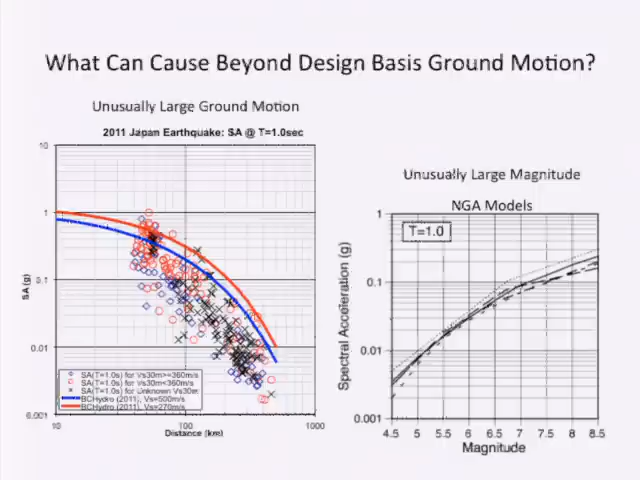 What Can Cause Beyond Design Basis Ground Motion?
Unusually Large Ground Motion
2011 Japan Earthquake: SA @ T=1.0sec
10
1
0.1
0.01
0.001
SA (g)
SA(T=1.0s) for Vs30m>=360m/s
SA(T=1.0s) for Vs30m<360m/s
SA(T=1.0s) for Unknown Vs30m
BCHydro (2011), Vs=500m/s
BCHydro (2011), Vs=270m/s
10 100 1000
Distance (km)
Unusually Large Magnitude
NGA Models
T=1.0
1
0.1
0.01
0.001
Spectral Acceleration (g)
4.5 5 5.5 6 6.5 7 7.5 8 8.5
Magnitude